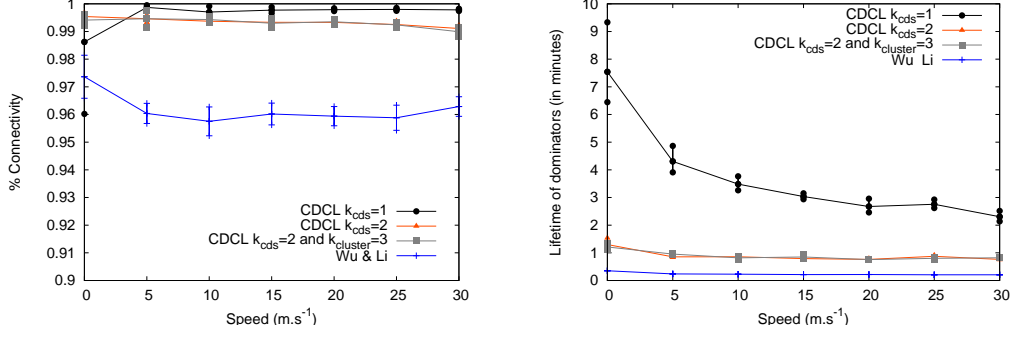 1
0.99
0.98
0.97
0.96
0.95
0.94
0.93
0.92
0.91
0.9
0 5 10 15 20 25 30
% Connectivity
Speed (m.s-1)
CDCL kcds=1
CDCL kcds=2
CDCL kcds=2 and kcluster=3
Wu & Li
10
9
8
7
6
5
4
3
2
1
0
0 5 10 15 20 25 30
Lifetime of dominators (in minutes)
Speed (m.s-1)
CDCL kcds=1
CDCL kcds=2
CDCL kcds=2 and kcluster=3
Wu Li